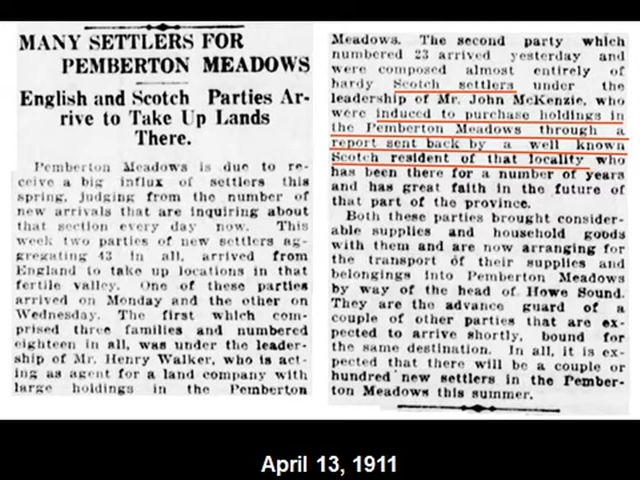 MANY SETTLERS FOR
PEMBERTON MEADOWS
English and Scotch Parties Ar-
rive to Take Up Lands
There.
Pemberton Meadows is due to re-
ceive a big influx of settlers this
spring, judging from the number of
new arrivals that are inquiring about
that section every day now. This
week two parties of new settlers ag-
gregating 43 in all, arrived from
England to take up locations in that
fertile valley. One of these parties
arrived on Monday and the other on
Wednesday. The first which com-
prised three families and numbered
eighteen in all, was under the leader-
ship of Mr. Henry Walker, who is act-
ing as agent for a land company with
large holdings in the Pemberton
Meadows. The second party which
numbered 23 arrived yesterday and
were composed almost entirely of
hardy Scotch settlers under the
leadership of Mr. John McKenzie, who
were induced to purchase holdings in
the Pemberton Meadows through a
report sent back by a well known
Scotch resident of that locality who
has been there for a number of years
and has great faith in the future of
that part of the province.
Both these parties brought consider-
able supplies and household goods
with them and are now arranging for
the transport of their supplies and
belongings into Pemberton Meadows
by way of the head of Howe Sound.
They are the advance guard of a
couple of other parties that are ex-
pected to arrive shortly, bound for
the same destination. In all, it is ex-
pected that there will be a couple or
hundred new settlers in the Pember-
ton Meadows this summer.
April 13, 1911